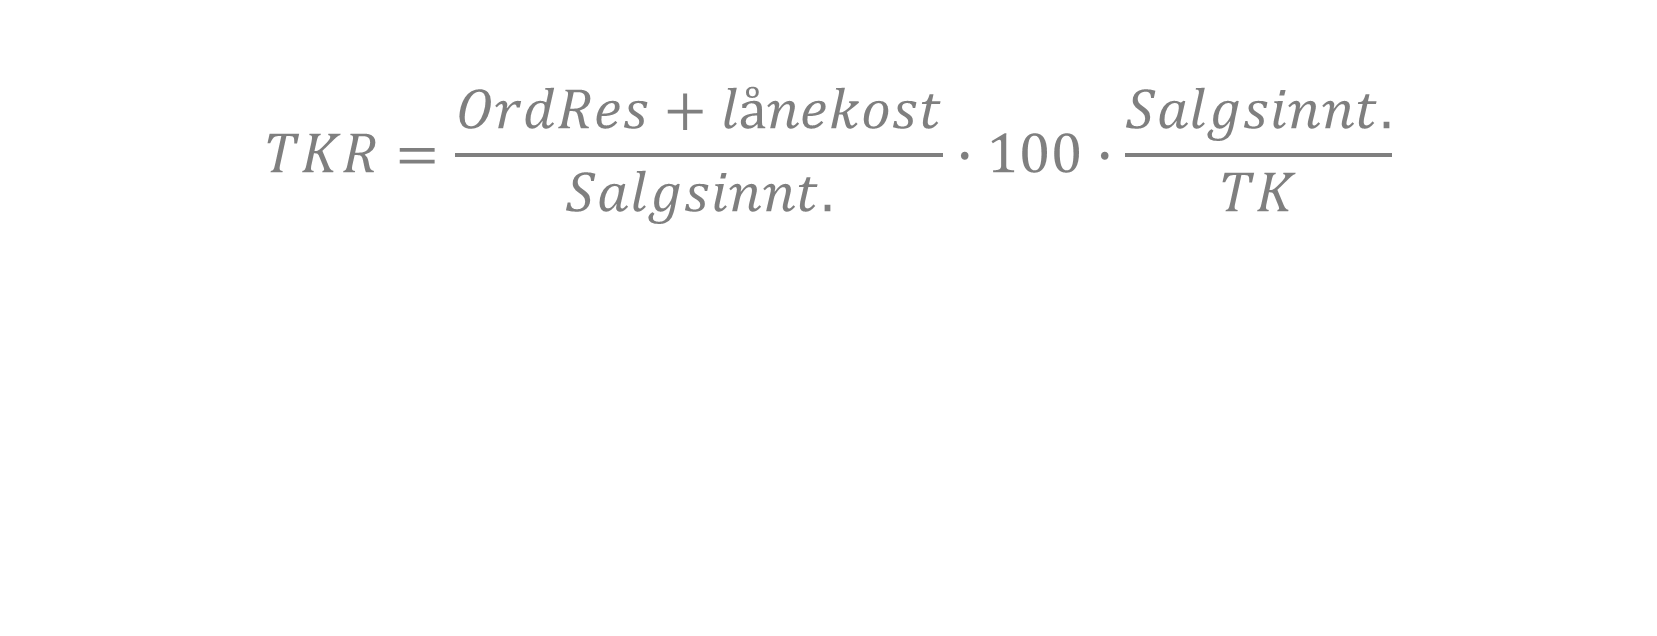 TKR = (OrdRes + lånekost)/(Salgsinnt.) · 100 · (Salgsinnt.)/(TK)